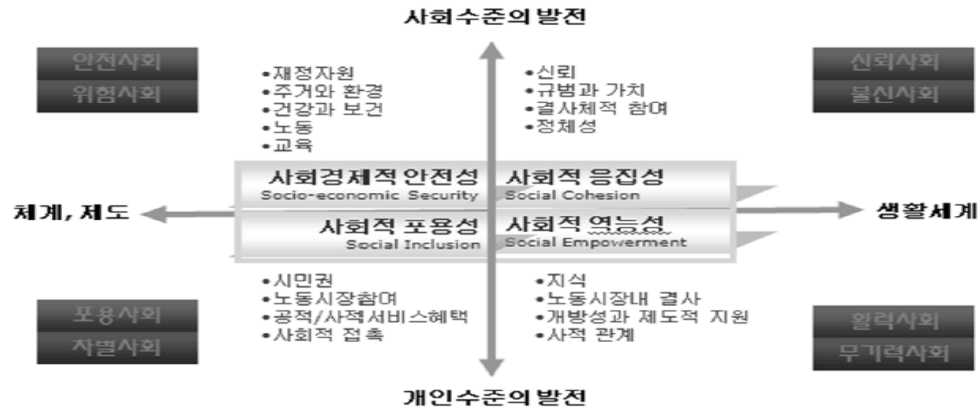 사회수준의 발전
안전사회
위험사회
•재정자원
•주거와 환경
•건강과 보건
•노동
•교육
•신뢰
•규범과 가치
•결사체적 참여
•정체성
신뢰사회
불신사회
사회경제적 안전성
Socio-economic Security
사회적 응집성
Social Cohesion
체계, 제도
생활세계
사회적 포용성
Social Inclusion
사회적 역능성
Social Empowerment
포용사회
차별사회
•시민권
•노동시장참여
•공적/사적서비스혜택
•사회적 접촉
•지식
•노동시장내 결사
•개방성과 제도적 지원
•사적 관계
활력사회
무기력사회
개인수준의 발전